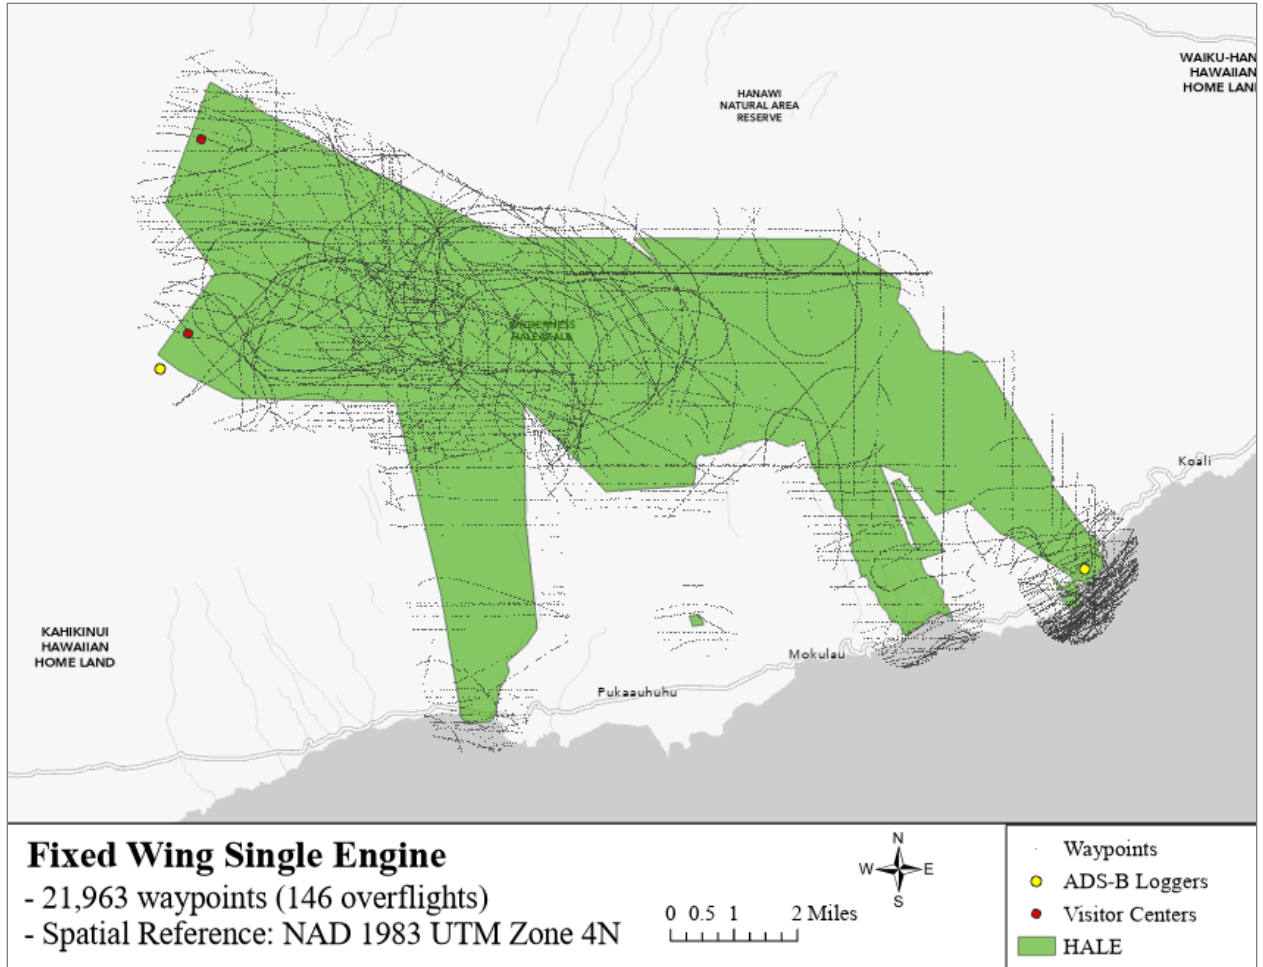 WAIKU-HAN
HAWAIIAN
HOME LAN
HANAWI
NATURAL AREA
RESERVE
WILDERNESS
HALEAKALA
Koali
KAHIKINUI
HAWAIIAN
HOME LAND
Mokulau
Pukaauhuhu
Fixed Wing Single Engine
- 21,963 waypoints (146 overflights)
- Spatial Reference: NAD 1983 UTM Zone 4N
N
W E
S
0 0.5 1 2 Miles
Waypoints
ADS-B Loggers
Visitor Centers
HALE